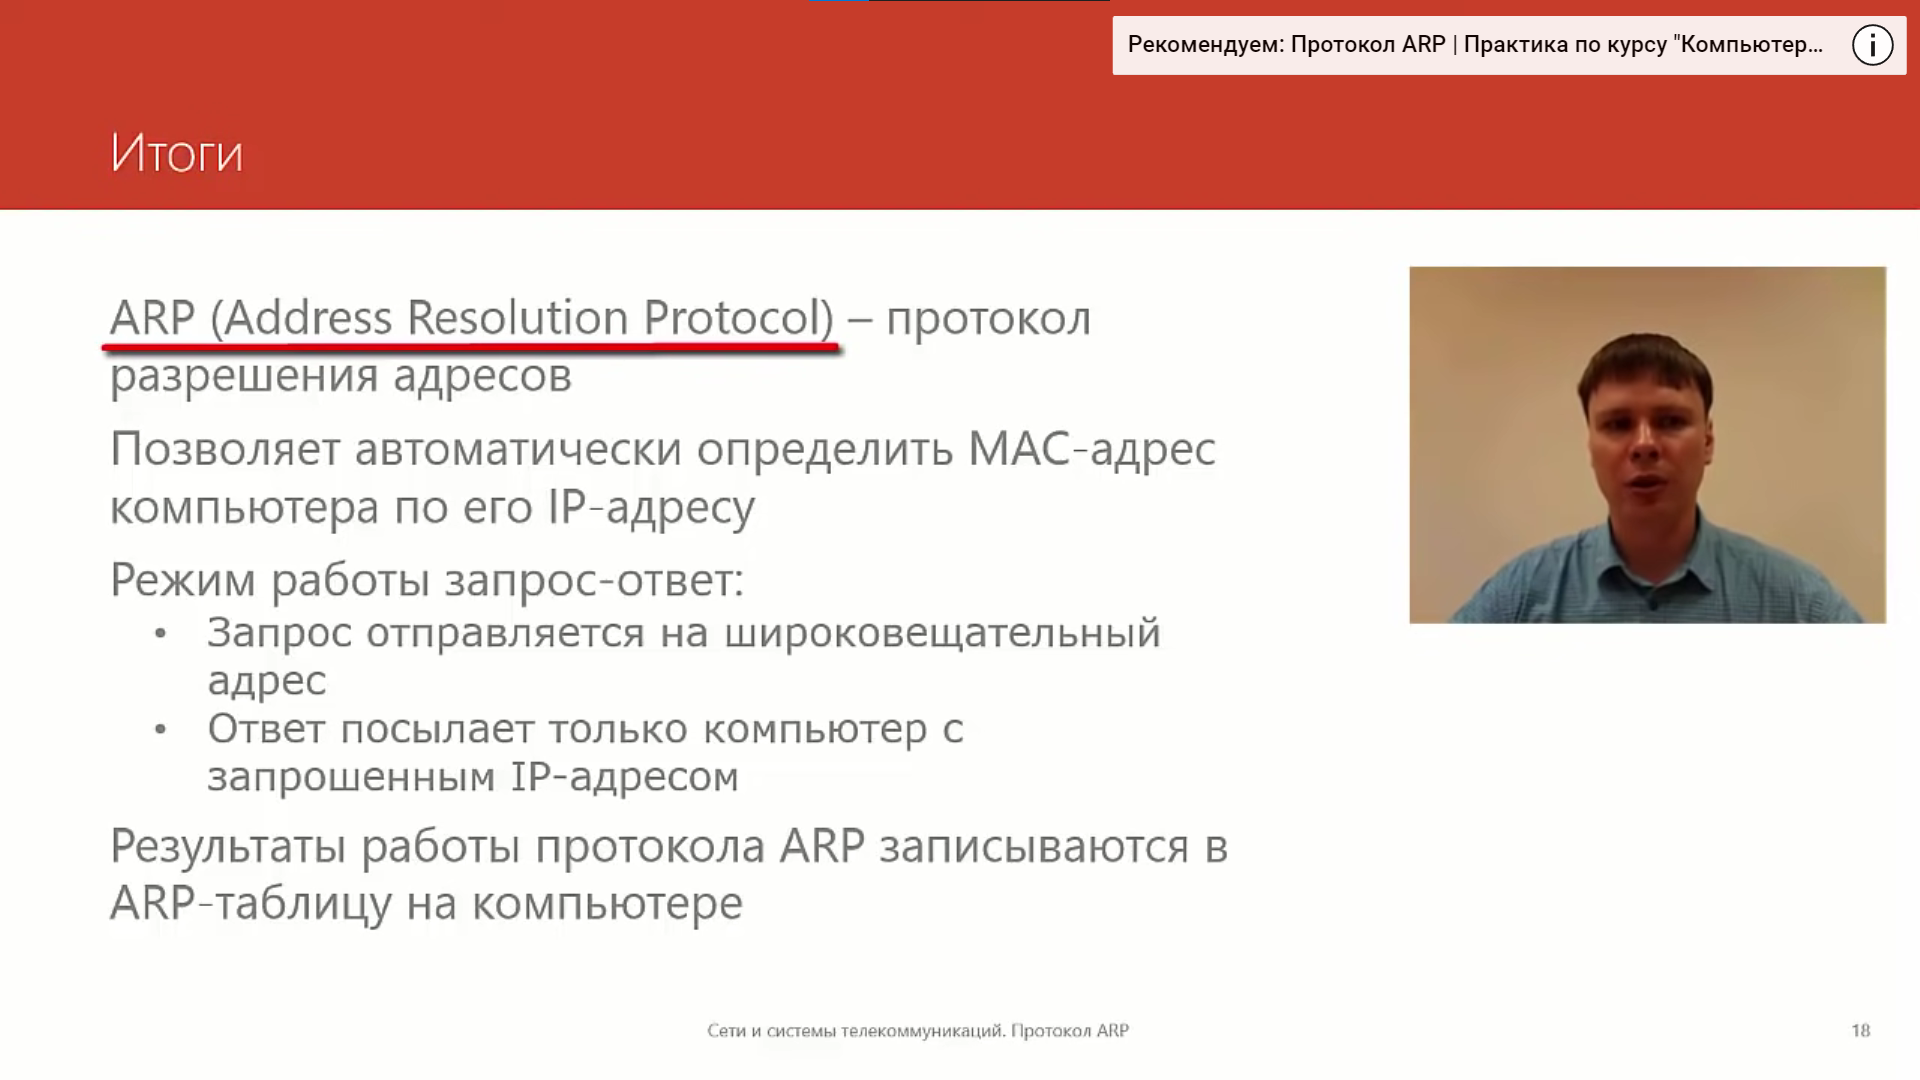 Рекомендуем: Протокол ARP | Практика по курсу "Компьютер...
Итоги
ARP (Address Resolution Protocol) – протокол
разрешения адресов
Позволяет автоматически определить MAC-адрес
компьютера по его IP-адресу
Режим работы запрос-ответ:
• Запрос отправляется на широковещательный
адрес
• Ответ посылает только компьютер с
запрошенным IP-адресом
Результаты работы протокола ARP записываются в
ARP-таблицу на компьютере
Сети и системы телекоммуникаций. Протокол ARP
18